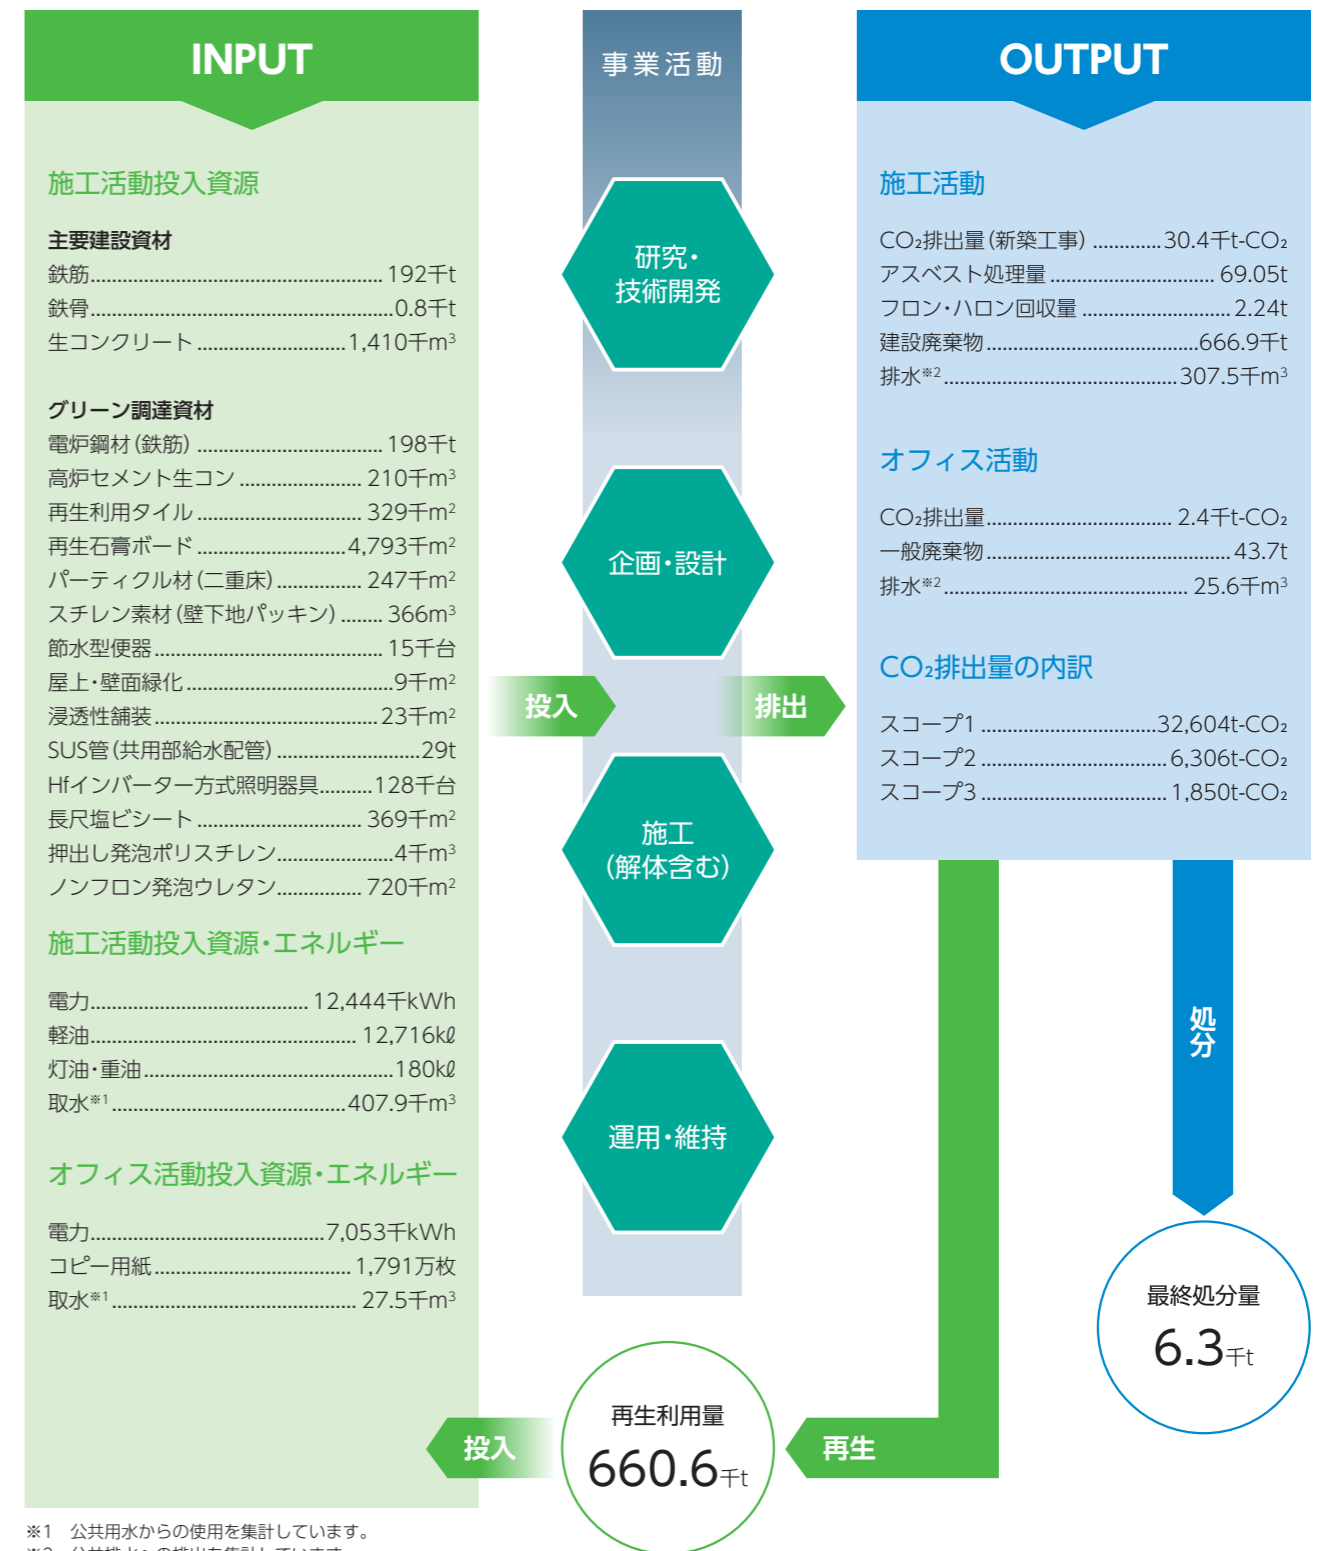 INPUT
施工活動投入資源
主要建設資材
鉄筋 192千t
鉄骨 0.8千t
生コンクリート 1,410千m³
グリーン調達資材
電炉鋼材(鉄筋) 198千t
高炉セメント生コン 210千m³
再生利用タイル 329千m²
再生石膏ボード 4,793千m²
パーティクル材(二重床) 247千m²
スチレン素材(壁下地パッキン) 366m³
節水型便器 15千台
屋上・壁面緑化 9千m²
浸透性舗装 23千m²
SUS管(共用部給水配管) 29t
Hfインバーター方式照明器具 128千台
長尺塩ビシート 369千m²
押出し発泡ポリスチレン 4千m³
ノンフロン発泡ウレタン 720千m²
施工活動投入資源・エネルギー
電力 12,444千kWh
軽油 12,716kℓ
灯油・重油 180kℓ
取水※1 407.9千m³
オフィス活動投入資源・エネルギー
電力 7,053千kWh
コピー用紙 1,791万枚
取水※1 27.5千m³
投入
事業活動
研究・
技術開発
企画・設計
施工
(解体含む)
運用・維持
排出
OUTPUT
施工活動
CO₂排出量(新築工事) 30.4千t-CO₂
アスベスト処理量 69.05t
フロン・ハロン回収量 2.24t
建設廃棄物 666.9千t
排水※2 307.5千m³
オフィス活動
CO₂排出量 2.4千t-CO₂
一般廃棄物 43.7t
排水※2 25.6千m³
CO₂排出量の内訳
スコープ1 32,604t-CO₂
スコープ2 6,306t-CO₂
スコープ3 1,850t-CO₂
処分
最終処分量
6.3千t
再生
再生利用量
660.6千t
投入
※1 公共用水からの使用を集計しています。
※2 公共排水への排出を集計しています。